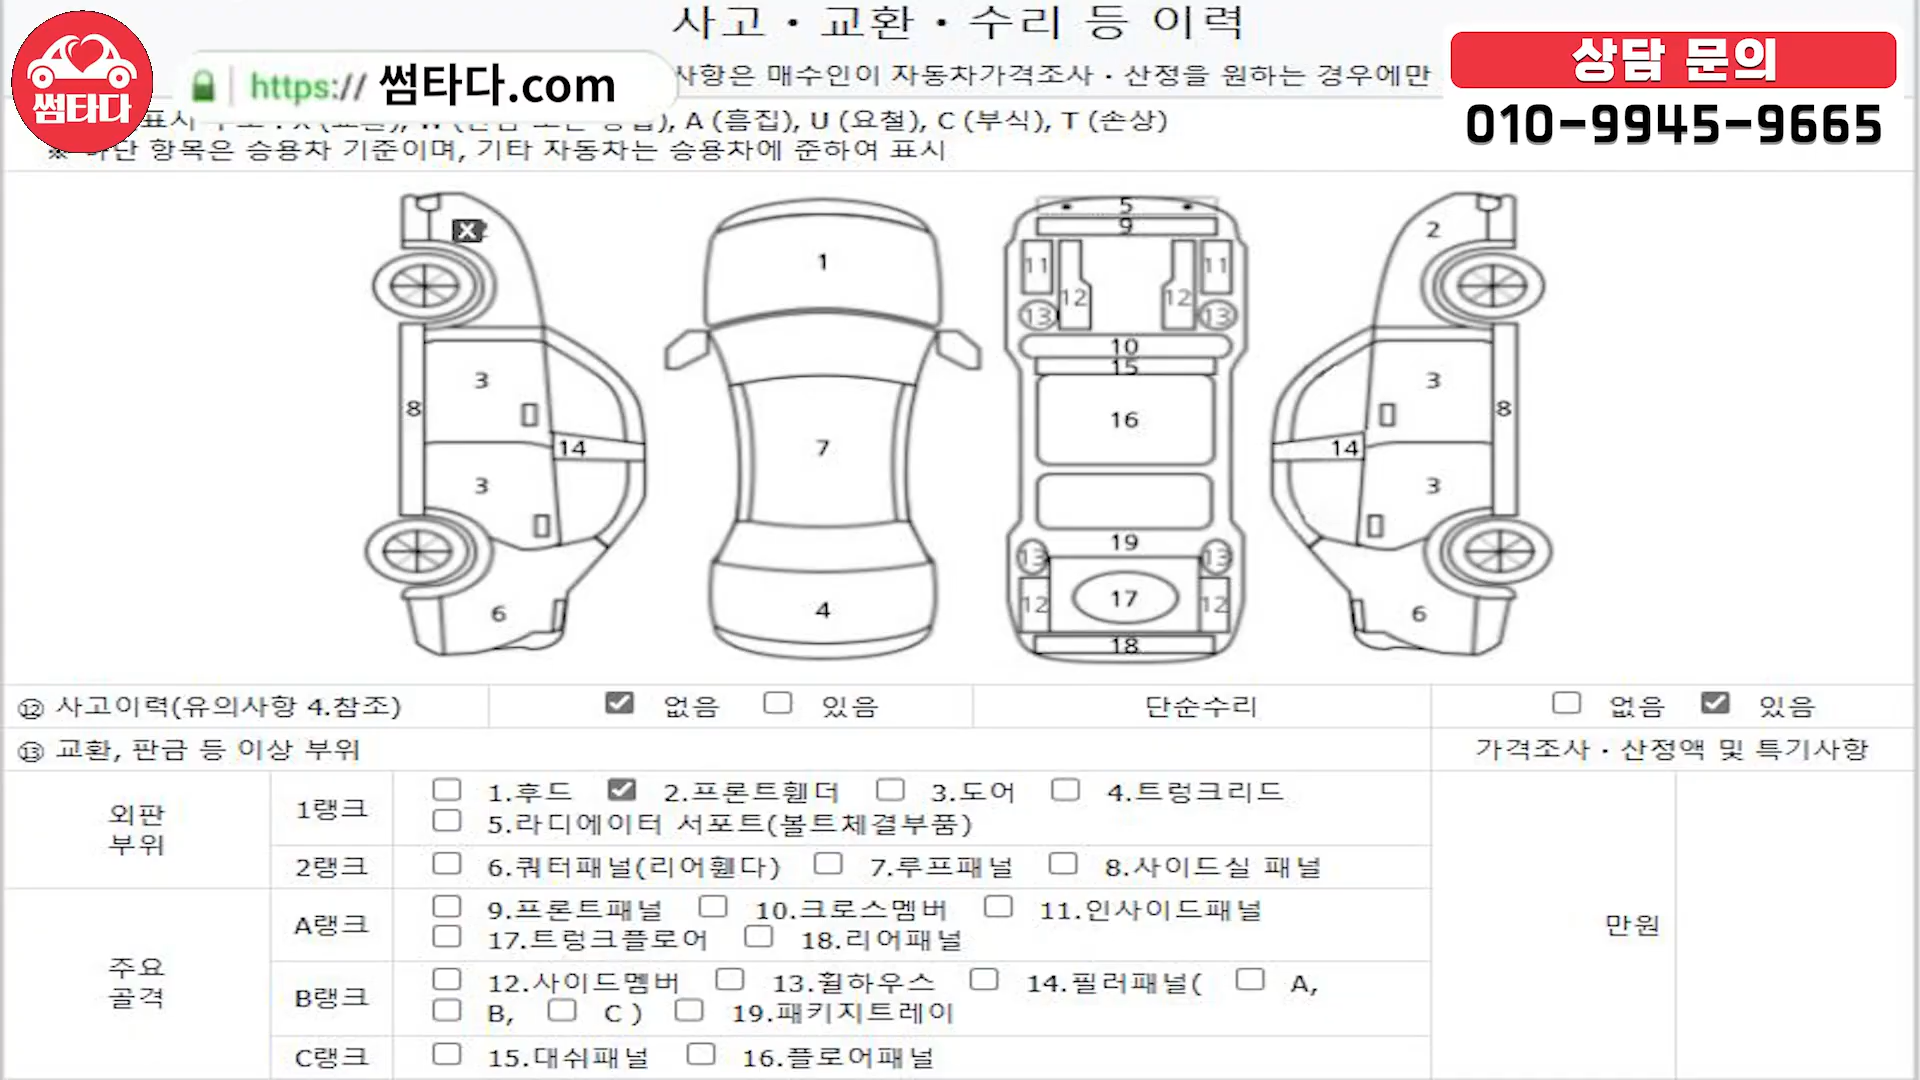 사고 · 교환 · 수리 등 이력
썸타다
https:// 썸타다.com
사항은 매수인이 자동차가격조사 · 산정을 원하는 경우에만
상담 문의
010-9945-9665
A (흠집), U (요철), C (부식), T (손상)
항목은 승용차 기준이며, 기타 자동차는 승용차에 준하여 표시
X
2
1
5
9
11
11
12
12
13
13
10
15
3
3
8
14
7
16
3
3
8
14
19
13
13
6
4
12
17
12
18
6
⑫ 사고이력(유의사항 4.참조) 없음 있음 단순수리 없음 있음
⑬ 교환, 판금 등 이상 부위 가격조사 · 산정액 및 특기사항
외판
부위
1랭크
1.후드 2.프론트휀더 3.도어 4.트렁크리드
5.라디에이터 서포트(볼트체결부품)
2랭크 6.쿼터패널(리어휀다) 7.루프패널 8.사이드실 패널
주요
골격
A랭크
9.프론트패널 10.크로스멤버 11.인사이드패널
17.트렁크플로어 18.리어패널
만원
B랭크
12.사이드멤버 13.휠하우스 14.필러패널( A,
B, C ) 19.패키지트레이
C랭크 15.대쉬패널 16.플로어패널